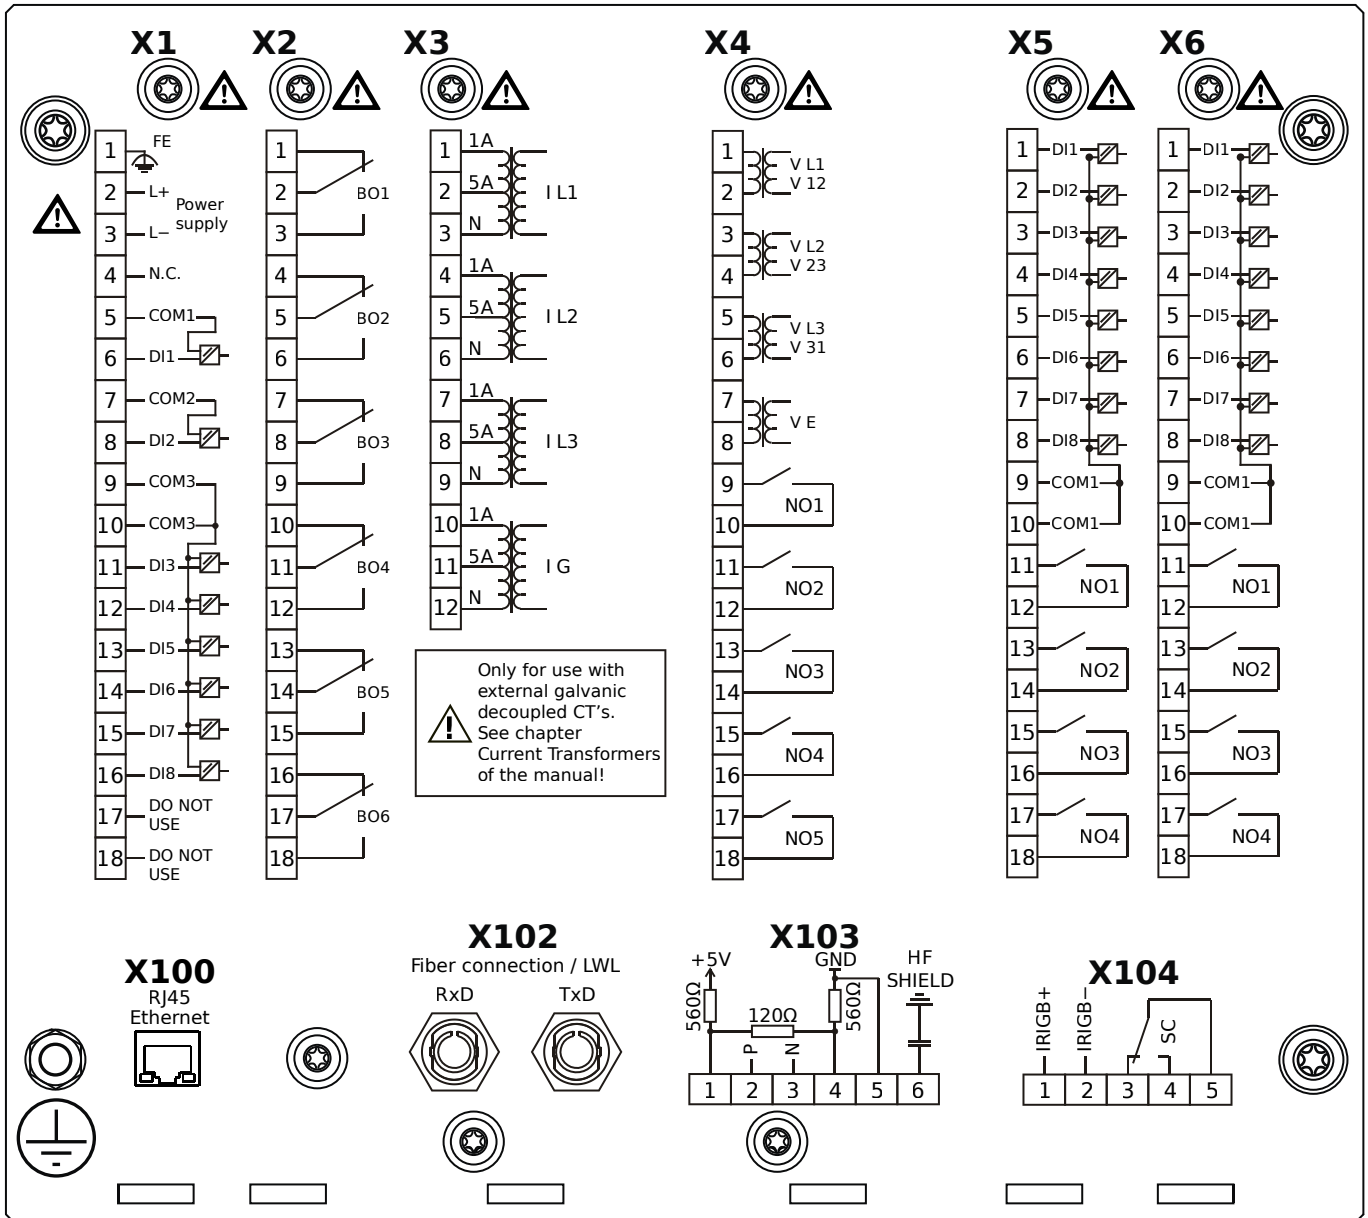 X1
X2
X3
X4
X5
X6
1 FE
2 L+
Power
supply
3 L−
4 N.C.
5 COM1
6 DI1
7 COM2
8 DI2
9 COM3
10 COM3
11 DI3
12 DI4
13 DI5
14 DI6
15 DI7
16 DI8
17 DO NOT
USE
18 DO NOT
USE
1
2 BO1
3
4
5 BO2
6
7
8 BO3
9
10
11 BO4
12
13
14 BO5
15
16
17 BO6
18
1 1A
2 5A I L1
3 N
4 1A
5 5A I L2
6 N
7 1A
8 5A I L3
9 N
10 1A
11 5A I G
12 N
Only for use with
external galvanic
decoupled CT's.
See chapter
Current Transformers
of the manual!
1 V L1
2 V 12
3 V L2
4 V 23
5 V L3
6 V 31
7
V E
8
9
NO1
10
11
NO2
12
13
NO3
14
15
NO4
16
17
NO5
18
1 DI1
2 DI2
3 DI3
4 DI4
5 DI5
6 DI6
7 DI7
8 DI8
9 COM1
10 COM1
11
NO1
12
13
NO2
14
15
NO3
16
17
NO4
18
1 DI1
2 DI2
3 DI3
4 DI4
5 DI5
6 DI6
7 DI7
8 DI8
9 COM1
10 COM1
11
NO1
12
13
NO2
14
15
NO3
16
17
NO4
18
X100
RJ45
Ethernet
X102
Fiber connection / LWL
RxD TxD
X103
+5V GND HF
SHIELD
560Ω 120Ω 560Ω
P N
1 2 3 4 5 6
X104
IRIGB+ IRIGB− SC
1 2 3 4 5